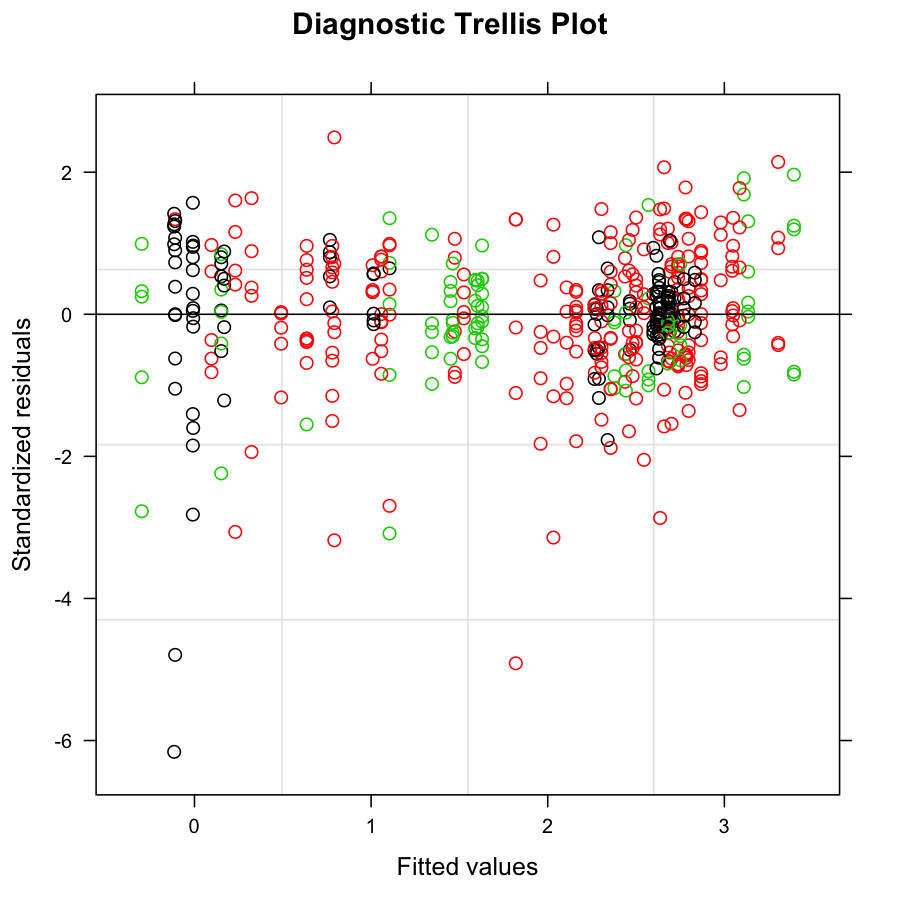 Diagnostic Trellis Plot
2
0
-2
-4
-6
Standardized residuals
0 1 2 3
Fitted values